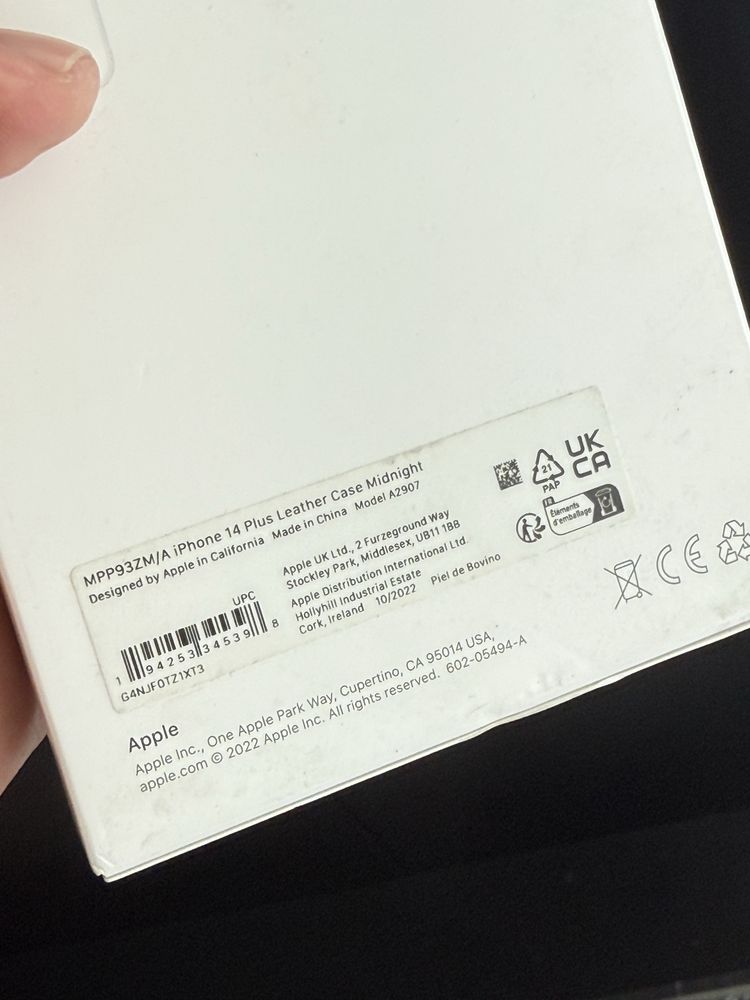 MPP93ZM/A iPhone 14 Plus Leather Case Midnight
Designed by Apple in California Made in China Model A2907
UPC
1 94253 34539 8
G4NJF0TZ1XT3
Apple UK Ltd., 2 Furzeground Way
Stockley Park, Middlesex, UB11 1BB
Apple Distribution International Ltd.
Hollyhill Industrial Estate
Cork, Ireland 10/2022 Piel de Bovino
21
PAP
UK
CA
FR
Éléments
d'emballage
CE
Apple
Apple Inc., One Apple Park Way, Cupertino, CA 95014 USA,
apple.com © 2022 Apple Inc. All rights reserved. 602-05494-A